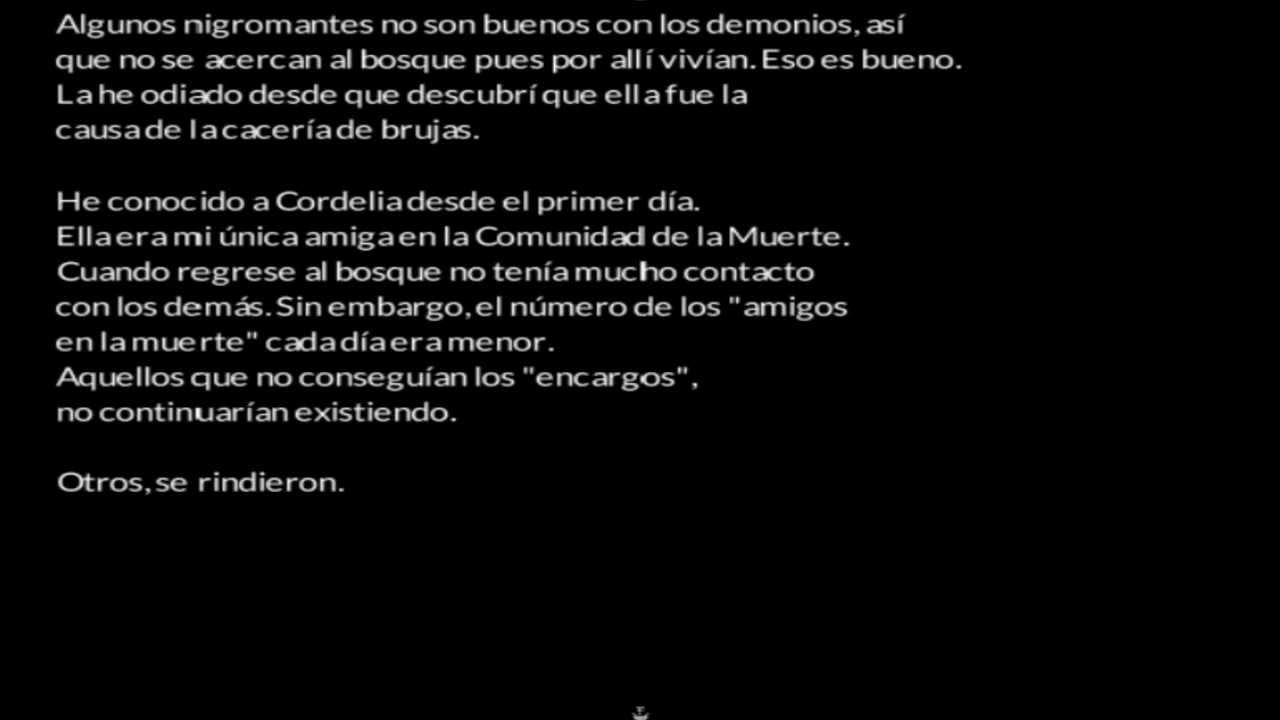 Algunos nigromantes no son buenos con los demonios, así
que no se acercan al bosque pues por allí vivían. Eso es bueno.
La he odiado desde que descubrí que ella fue la
causa de la cacería de brujas.
He conocido a Cordelia desde el primer día.
Ella era mi única amiga en la Comunidad de la Muerte.
Cuando regrese al bosque no tenía mucho contacto
con los demás. Sin embargo, el número de los "amigos
en la muerte" cada día era menor.
Aquellos que no conseguían los "encargos",
no continuarían existiendo.
Otros, se rindieron.